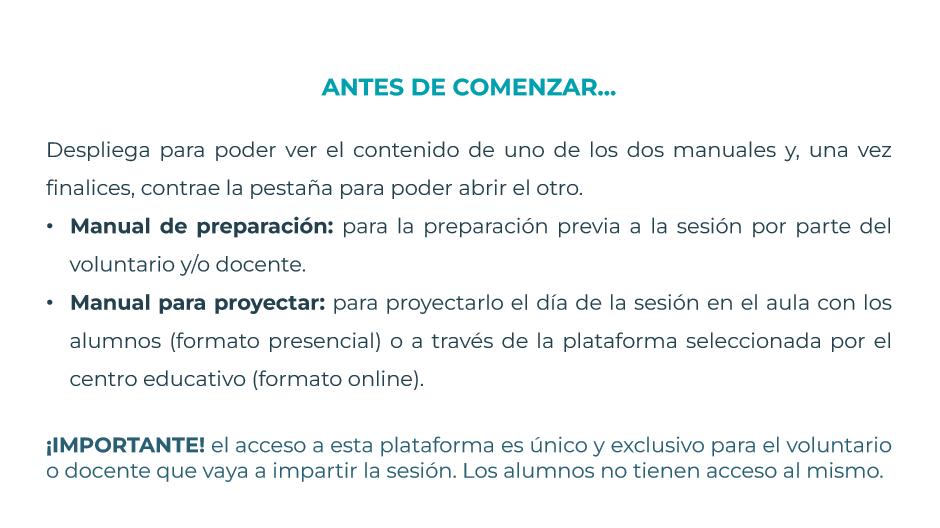 ANTES DE COMENZAR...
Despliega para poder ver el contenido de uno de los dos manuales y, una vez
finalices, contrae la pestaña para poder abrir el otro.
• Manual de preparación: para la preparación previa a la sesión por parte del
voluntario y/o docente.
• Manual para proyectar: para proyectarlo el día de la sesión en el aula con los
alumnos (formato presencial) o a través de la plataforma seleccionada por el
centro educativo (formato online).
¡IMPORTANTE! el acceso a esta plataforma es único y exclusivo para el voluntario
o docente que vaya a impartir la sesión. Los alumnos no tienen acceso al mismo.